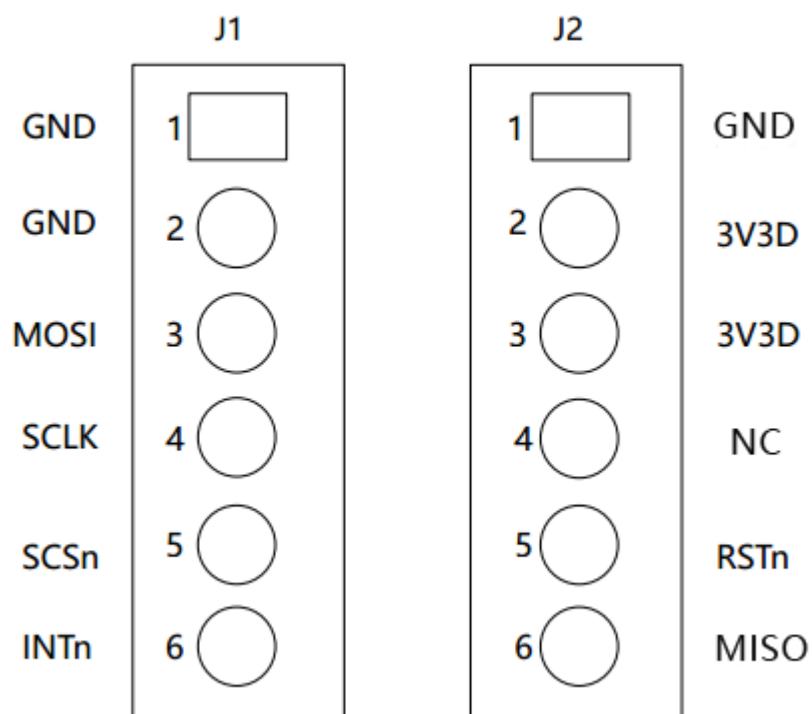 J1 J2
GND 1 1 GND
GND 2 2 3V3D
MOSI 3 3 3V3D
SCLK 4 4 NC
SCSn 5 5 RSTn
INTn 6 6 MISO